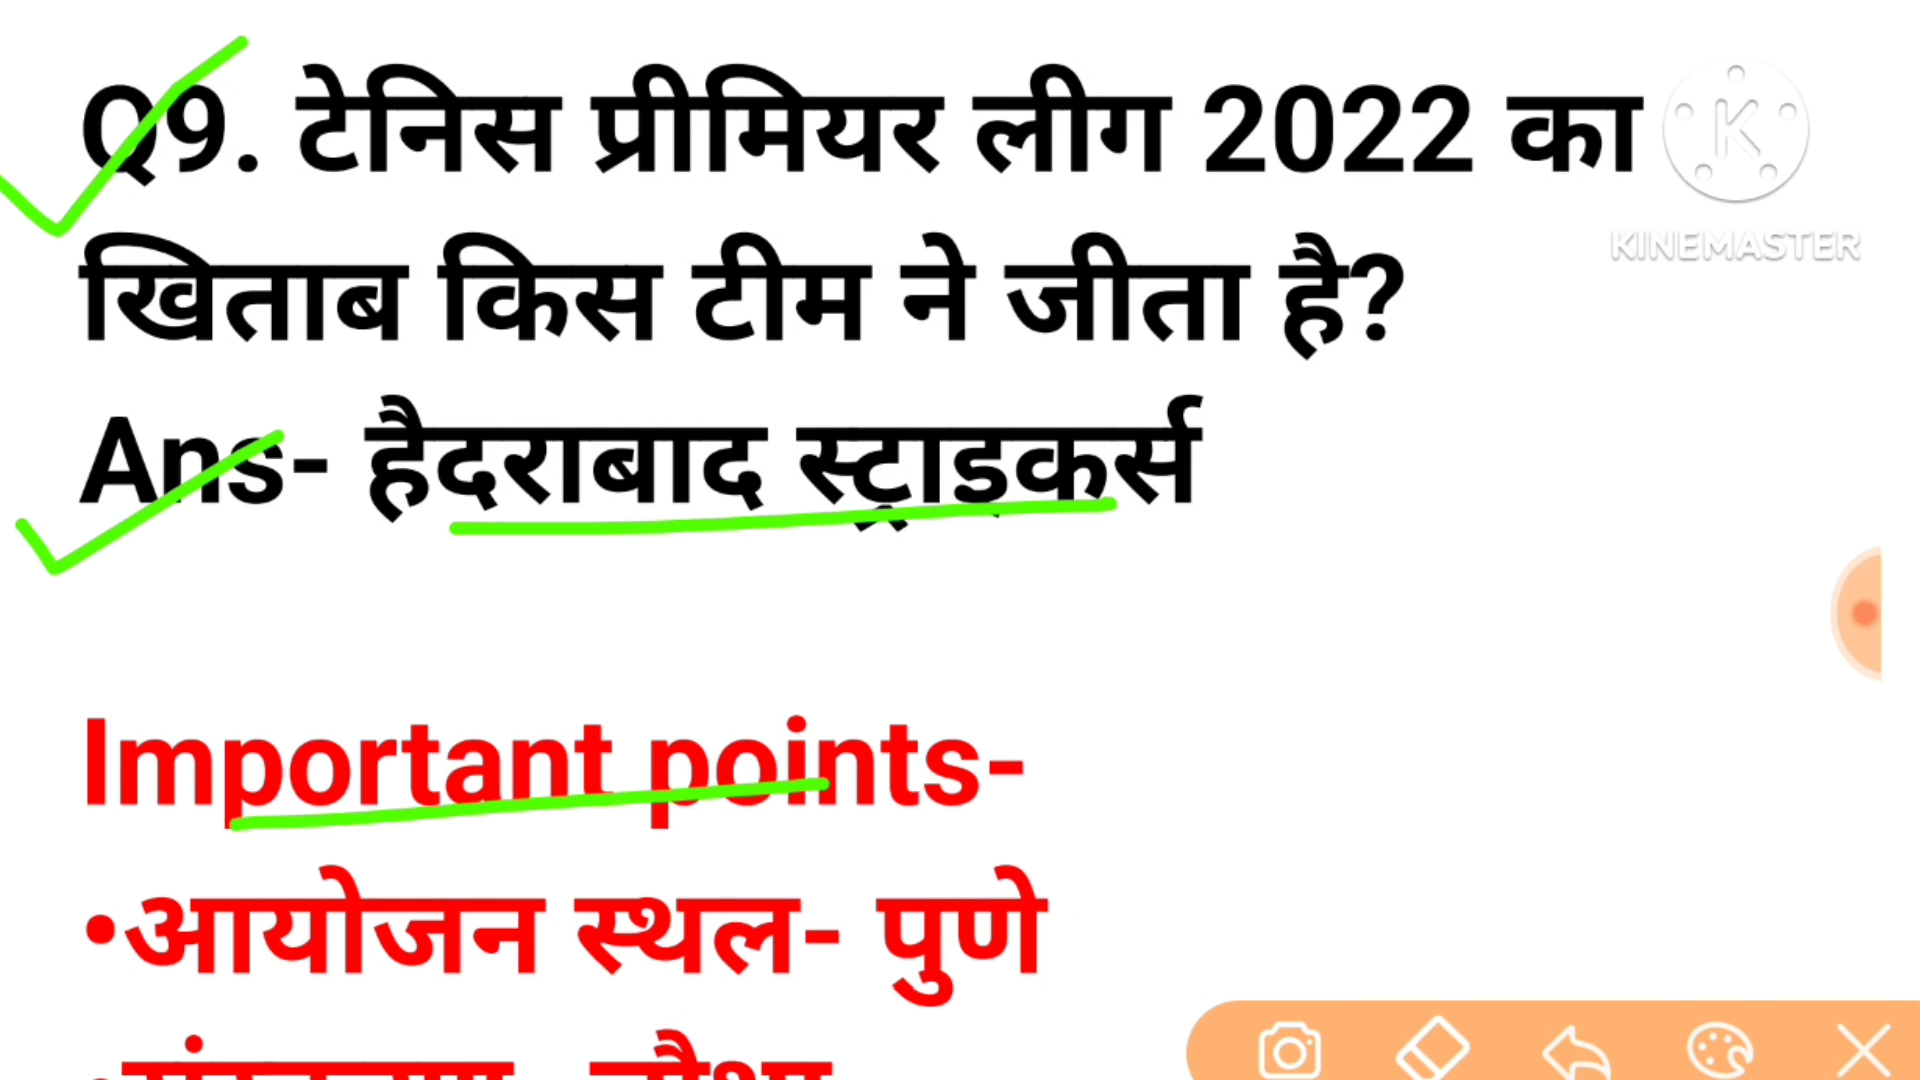 Q9. टेनिस प्रीमियर लीग 2022 का
खिताब किस टीम ने जीता है?
Ans- हैदराबाद स्ट्राइकर्स
Important points-
•आयोजन स्थल- पुणे
K
KINEMASTER